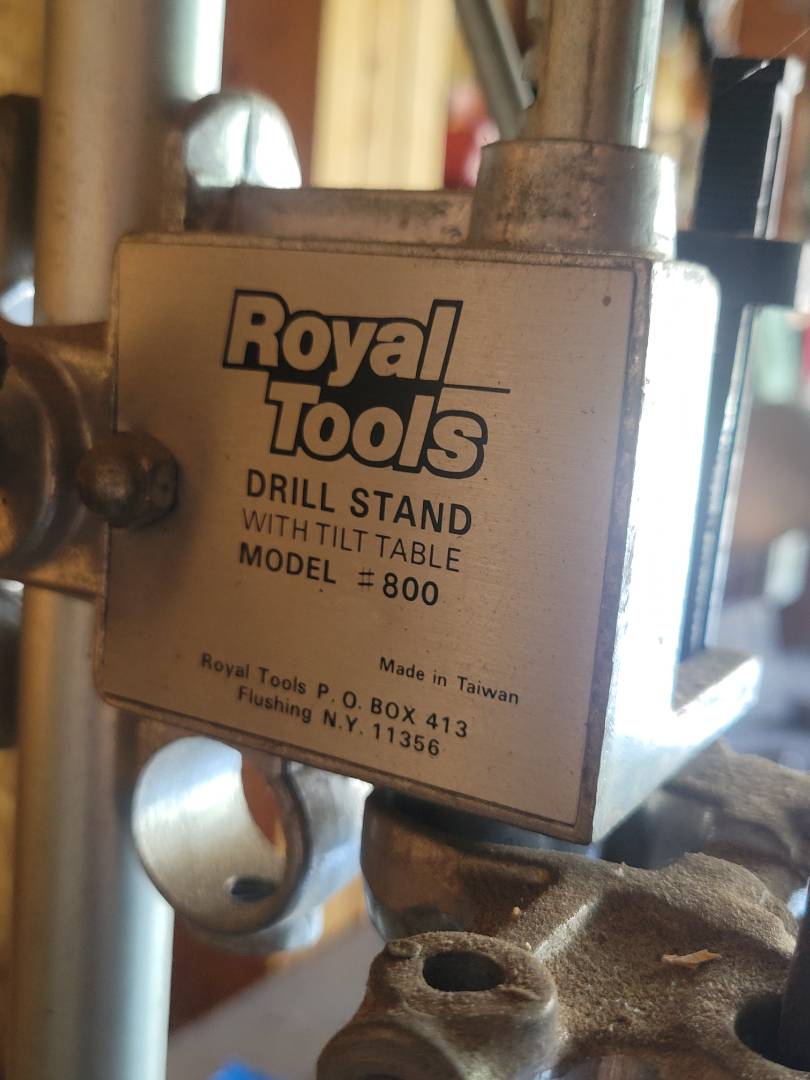 Royal
Tools
DRILL STAND
WITH TILT TABLE
MODEL #800
Made in Taiwan
Royal Tools P.O. BOX 413
Flushing N.Y. 11356